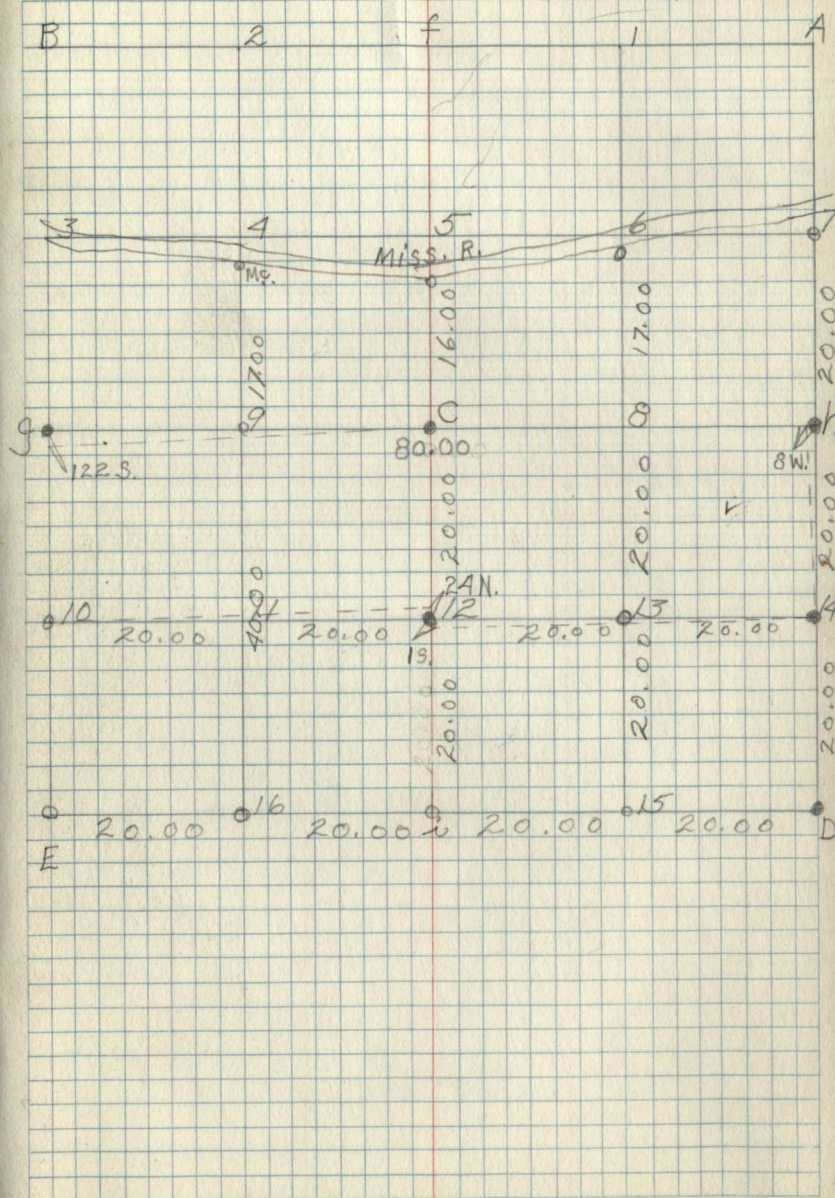 B 2 f 1 A
3 4 5 6 7
Miss. R.
Mc.
17.00 16.00 17.00 20.00
g 9 C 8 h
80.00
122 S. 8 W.
20.00 20.00 20.00
24 N.
10 12 13 14
40.00
20.00 20.00 20.00 20.00
1 S.
20.00 20.00 20.00
16 i 15
20.00 20.00 20.00 20.00
E D